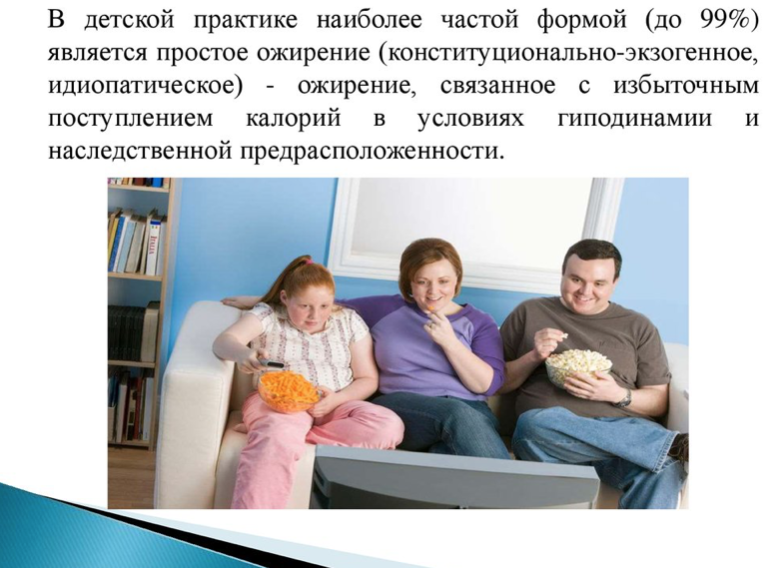 В детской практике наиболее частой формой (до 99%)
является простое ожирение (конституционально-экзогенное,
идиопатическое) - ожирение, связанное с избыточным
поступлением калорий в условиях гиподинамии и
наследственной предрасположенности.